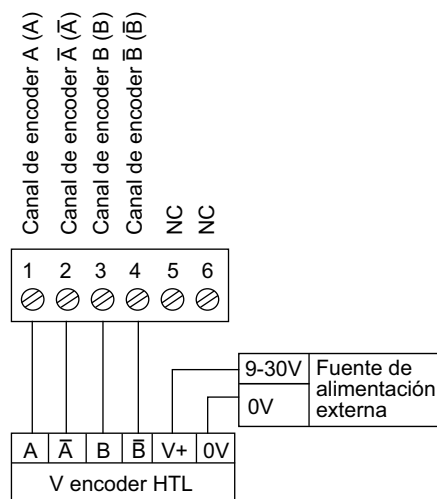 Canal de encoder A (A)
Canal de encoder A̅ (A̅)
Canal de encoder B (B)
Canal de encoder B̅ (B̅)
NC
NC
1 2 3 4 5 6
9-30V
0V
Fuente de
alimentación
externa
A A̅ B B̅ V+ 0V
V encoder HTL